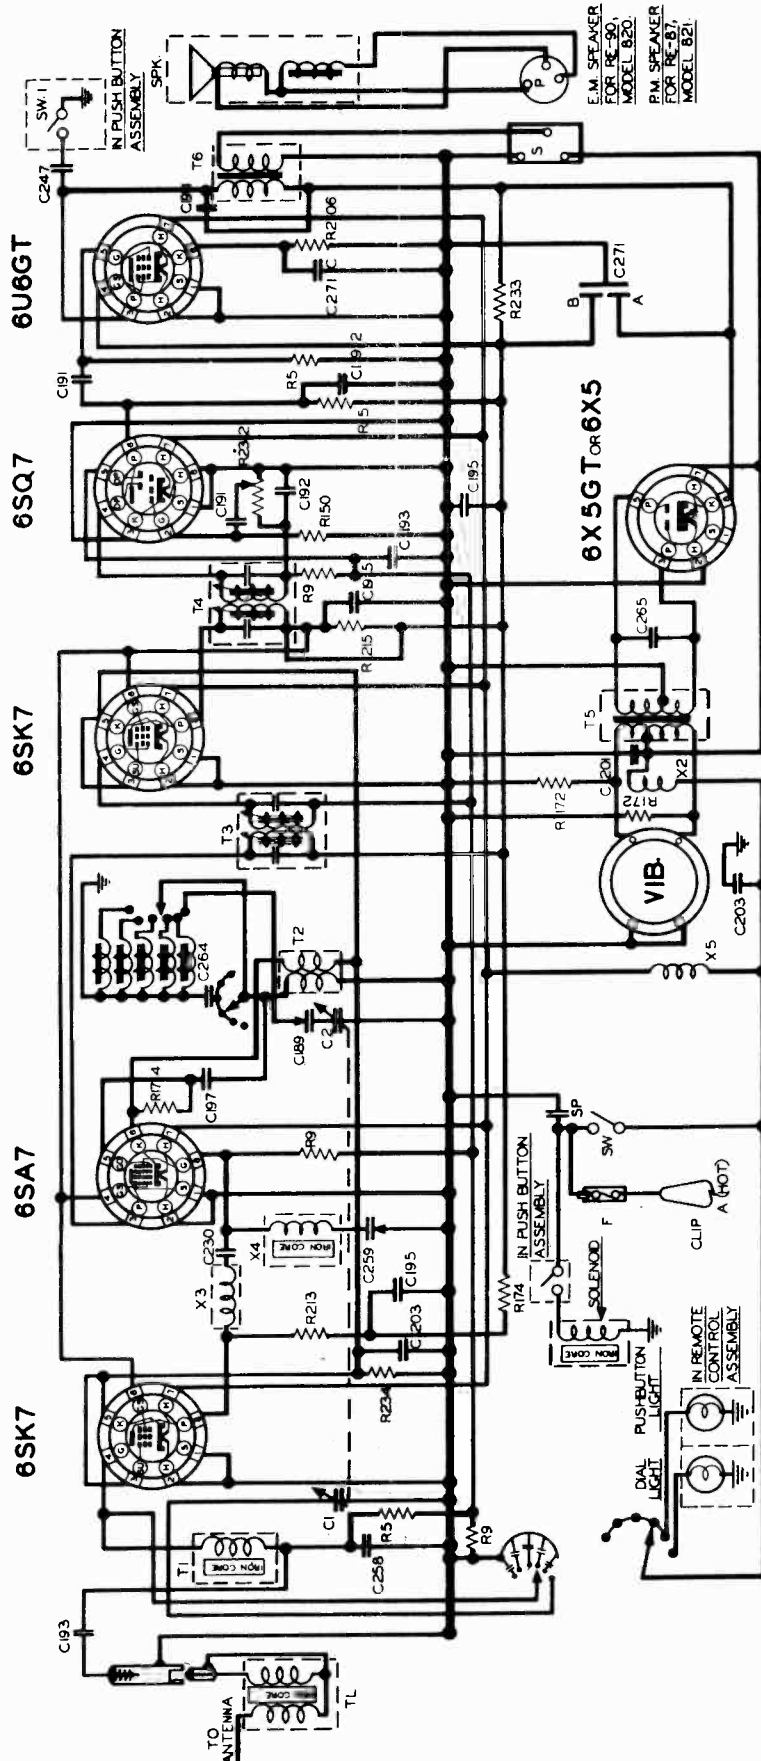 6SK7
6SA7
6SK7
6SQ7
6U6GT
C193
TO
ANTENNA
TL
CORE
T1
IRON CORE
C258
R5
R9
C1
R234
C203
C195
R213
X3
C230
X4
IRON CORE
C259
R9
C197
C189
C2
T2
C264
T3
T4
R9
R150
C191
C192
C193
C195
C191
R5
C271
R233
C247
SW.1
IN PUSH BUTTON
ASSEMBLY
T6
S
SPK.
P
E.M. SPEAKER
FOR RE-90,
MODEL 820.
P.M. SPEAKER
FOR RE-87,
MODEL 821.
B
A
C271
6X5GT OR 6X5
C265
T5
C201
X2
R172
R172
VIB.
C203
X5
R174
SP
SW
F
CLIP
A (HOT)
IN PUSH BUTTON
ASSEMBLY
SOLENOID
IRON CORE
DIAL
LIGHT
PUSHBUTTON
LIGHT
IN REMOTE
CONTROL
ASSEMBLY